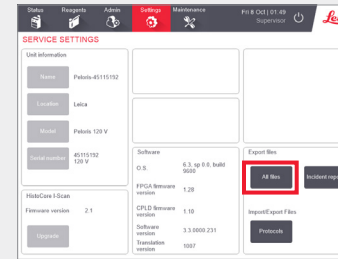 Status Reagents Admin Settings Maintenance Fri 8 Oct | 01:49
Supervisor
SERVICE SETTINGS
Unit information
Name Peloris-45115192
Location Leica
Model Peloris 120 V
Serial number 45115192
120 V
HistoCore I-Scan
Firmware version 2.1
Upgrade
Software
O.S. 6.3. sp 0.0, build
9600
FPGA firmware
version 1.28
CPLD firmware
version 1.10
Software
version 3.3.0000.231
Translation
version 1007
Export files
All files
Incident repo
Import/Export Files
Protocols